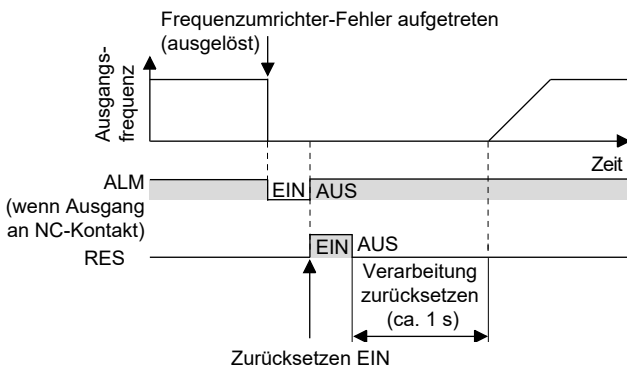 Frequenzumrichter-Fehler aufgetreten
(ausgelöst)
Ausgangs-
frequenz
Zeit
ALM
(wenn Ausgang
an NC-Kontakt)
EIN
AUS
RES
EIN
AUS
Verarbeitung
zurücksetzen
(ca. 1 s)
Zurücksetzen EIN